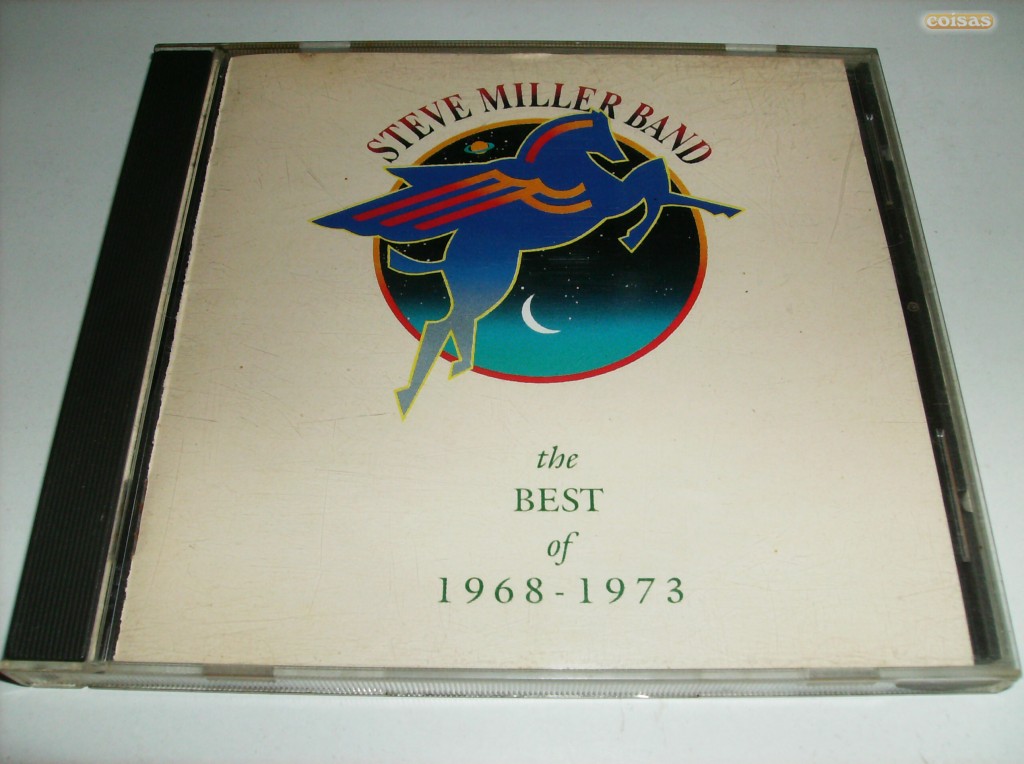 coisas
STEVE MILLER BAND
the
BEST
of
1968-1973